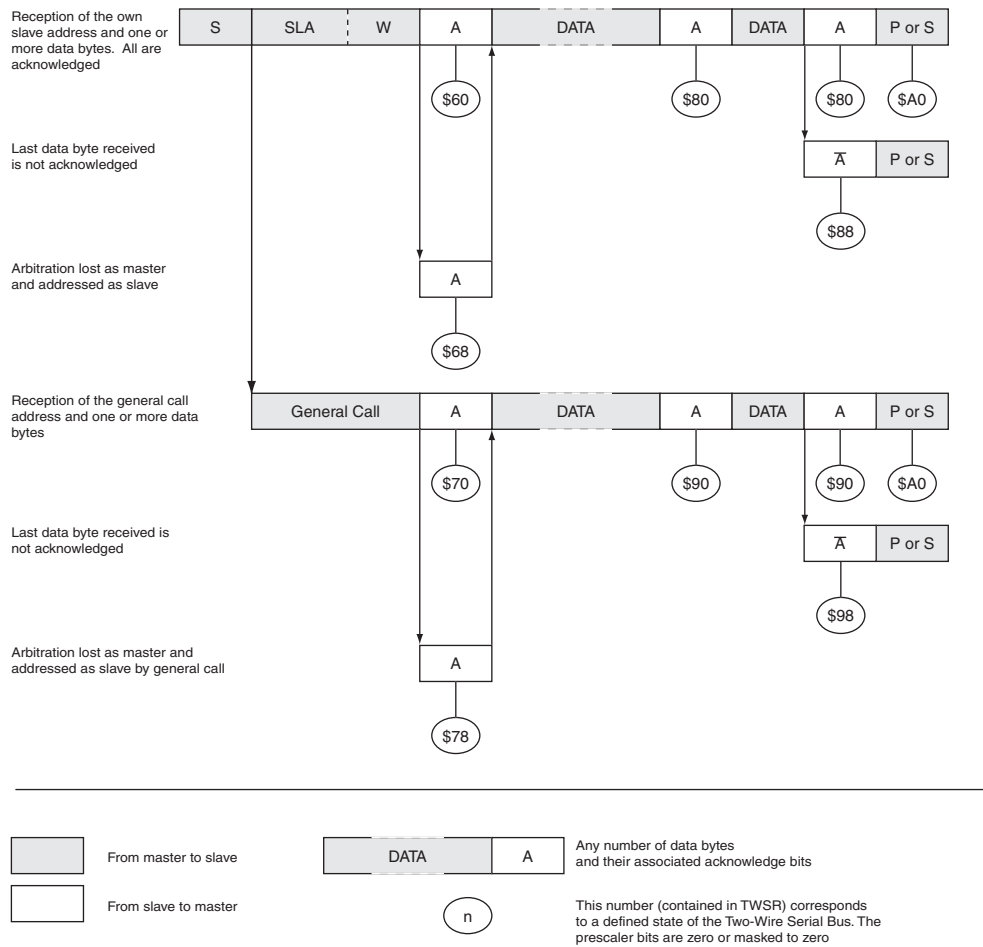 Reception of the own
slave address and one or
more data bytes. All are
acknowledged
S SLA W A DATA A DATA A P or S
$60 $80 $80 $A0
Last data byte received
is not acknowledged
A̅ P or S
$88
Arbitration lost as master
and addressed as slave
A
$68
Reception of the general call
address and one or more data
bytes
General Call A DATA A DATA A P or S
$70 $90 $90 $A0
Last data byte received is
not acknowledged
A̅ P or S
$98
Arbitration lost as master and
addressed as slave by general call
A
$78
From master to slave
DATA A
Any number of data bytes
and their associated acknowledge bits
From slave to master
n
This number (contained in TWSR) corresponds
to a defined state of the Two-Wire Serial Bus. The
prescaler bits are zero or masked to zero